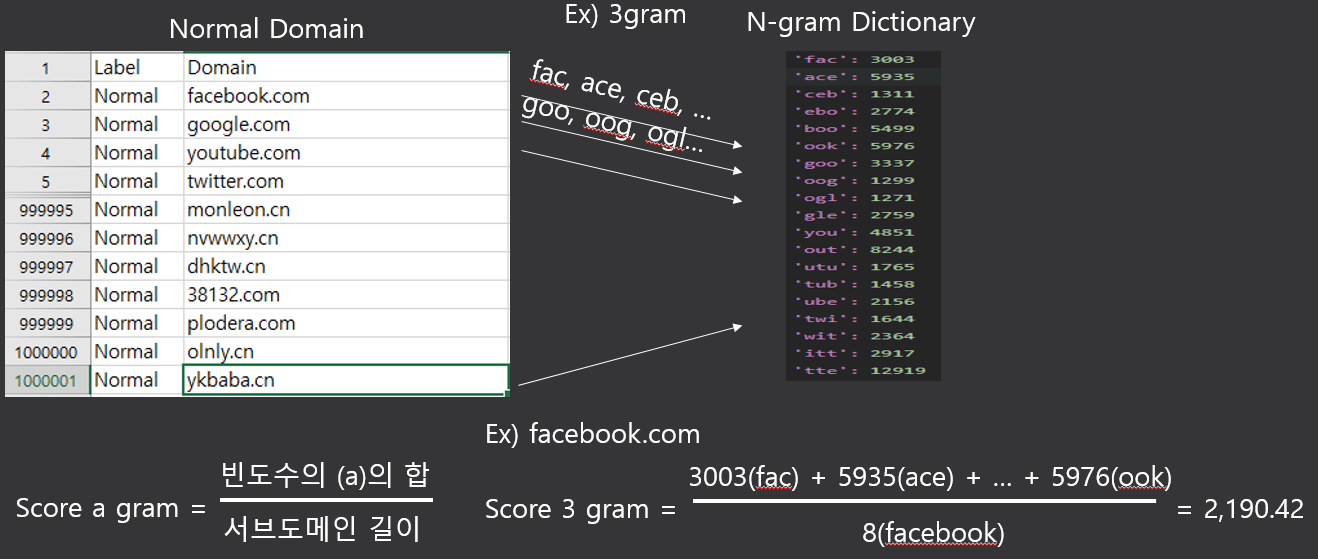 Normal Domain
Ex) 3gram
N-gram Dictionary
1 Label Domain
2 Normal facebook.com
3 Normal google.com
4 Normal youtube.com
5 Normal twitter.com
999995 Normal monleon.cn
999996 Normal nvwwxy.cn
999997 Normal dhktw.cn
999998 Normal 38132.com
999999 Normal plodera.com
1000000 Normal olnly.cn
1000001 Normal ykbaba.cn
fac, ace, ceb, ...
goo, oog, ogl...
'fac': 3003
'ace': 5935
'ceb': 1311
'ebo': 2774
'boo': 5499
'ook': 5976
'goo': 3337
'oog': 1299
'ogl': 1271
'gle': 2759
'you': 4851
'out': 8244
'utu': 1765
'tub': 1458
'ube': 2156
'twi': 1644
'wit': 2364
'itt': 2917
'tte': 12919
Score a gram =
빈도수의 (a)의 합
서브도메인 길이
Ex) facebook.com
Score 3 gram =
3003(fac) + 5935(ace) + ... + 5976(ook)
8(facebook)
= 2,190.42